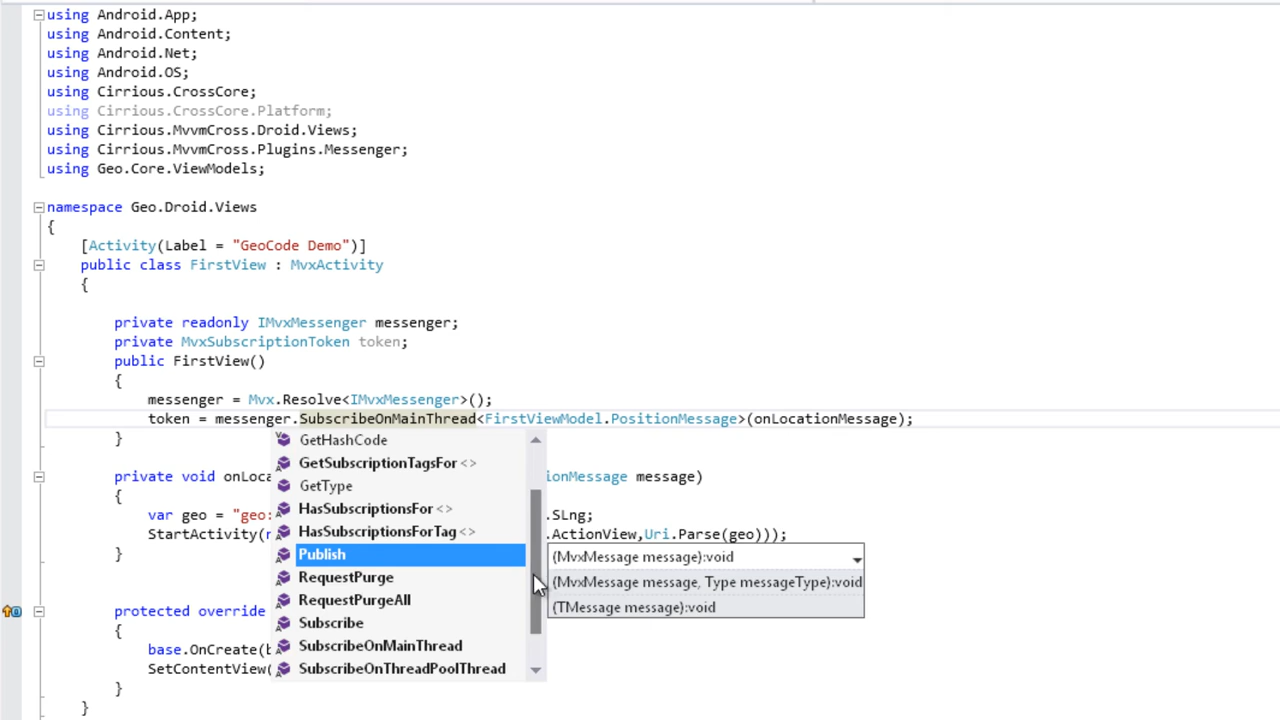 using Android.App;
using Android.Content;
using Android.Net;
using Android.OS;
using Cirrious.CrossCore;
using Cirrious.CrossCore.Platform;
using Cirrious.MvvmCross.Droid.Views;
using Cirrious.MvvmCross.Plugins.Messenger;
using Geo.Core.ViewModels;
namespace Geo.Droid.Views
{
[Activity(Label = "GeoCode Demo")]
public class FirstView : MvxActivity
{
private readonly IMvxMessenger messenger;
private MvxSubscriptionToken token;
public FirstView()
{
messenger = Mvx.Resolve<IMvxMessenger>();
token = messenger.SubscribeOnMainThread<FirstViewModel.PositionMessage>(onLocationMessage);
}
GetHashCode
GetSubscriptionTagsFor <>
private void onLoca
ionMessage message)
GetType
{
HasSubscriptionsFor <>
var geo = "geo:
.SLng;
HasSubscriptionsForTag <>
StartActivity(n
.ActionView,Uri.Parse(geo)));
}
Publish
(MvxMessage message):void
RequestPurge
(MvxMessage message, Type messageType):void
RequestPurgeAll
(TMessage message):void
protected override
Subscribe
{
SubscribeOnMainThread
base.OnCreate(b
SetContentView(
SubscribeOnThreadPoolThread
}
}